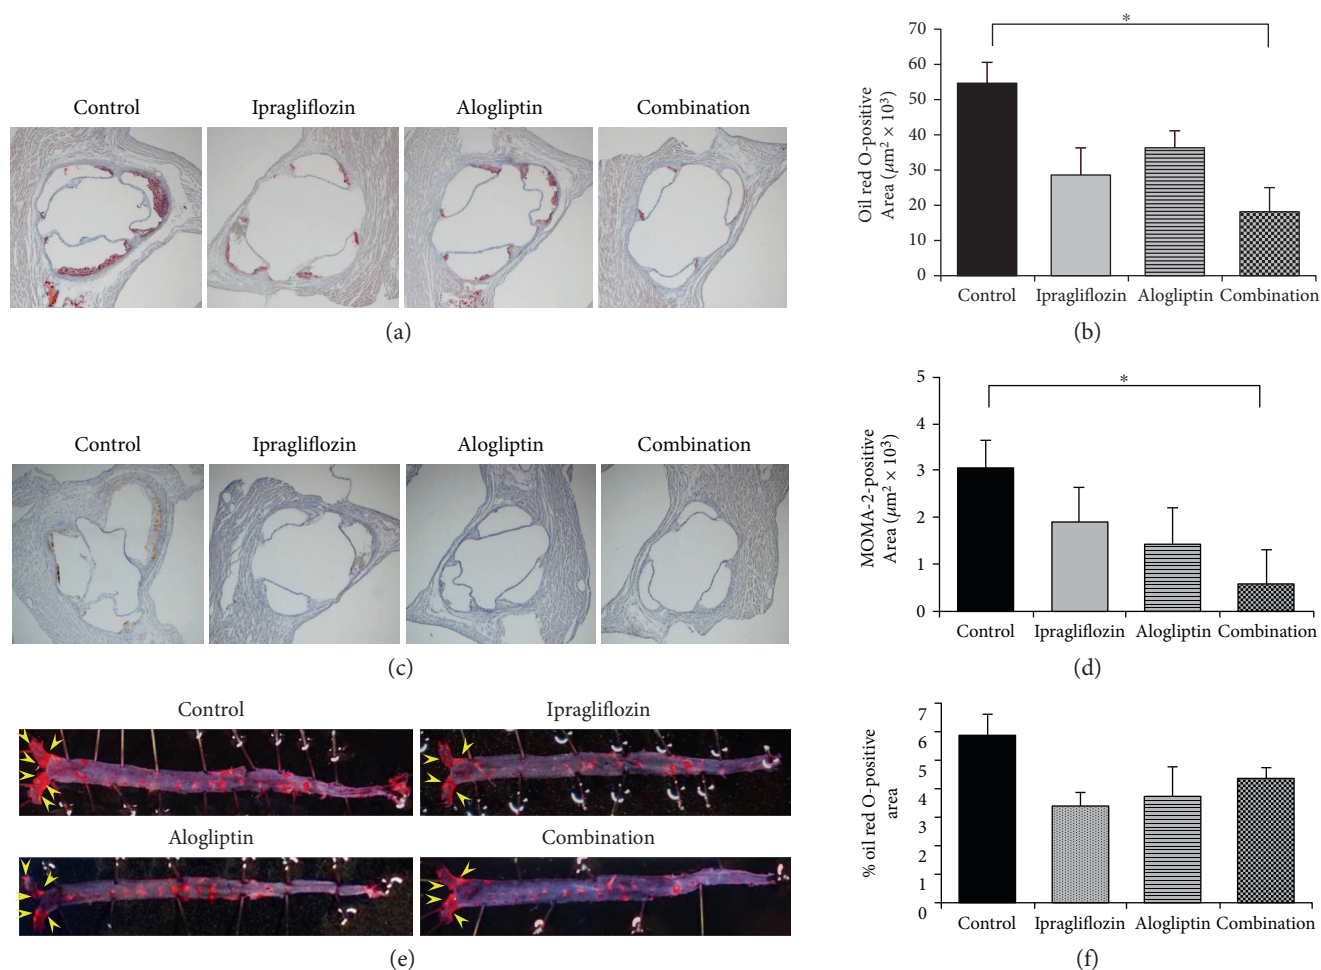 Control
Ipragliflozin
Alogliptin
Combination
(a)
*
Oil red O-positive
Area (μm² × 10³)
70
60
50
40
30
20
10
0
Control
Ipragliflozin
Alogliptin
Combination
(b)
Control
Ipragliflozin
Alogliptin
Combination
(c)
*
MOMA-2-positive
Area (μm² × 10³)
5
4
3
2
1
0
Control
Ipragliflozin
Alogliptin
Combination
(d)
Control
Ipragliflozin
Alogliptin
Combination
(e)
% oil red O-positive
area
7
6
5
4
3
2
1
0
Control
Ipragliflozin
Alogliptin
Combination
(f)